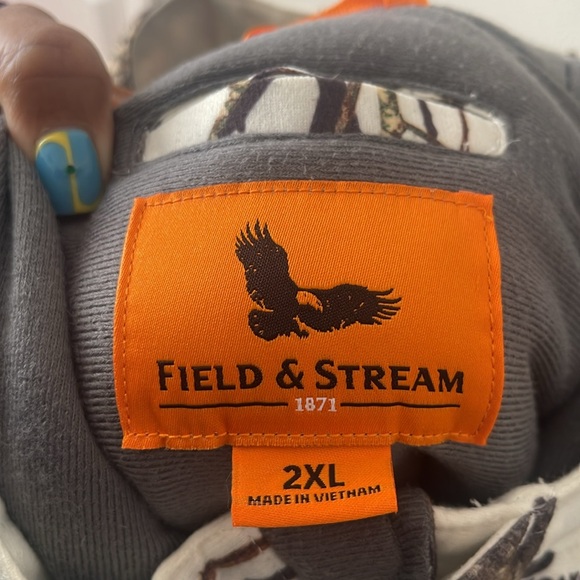 FIELD & STREAM
1871
2XL
MADE IN VIETNAM